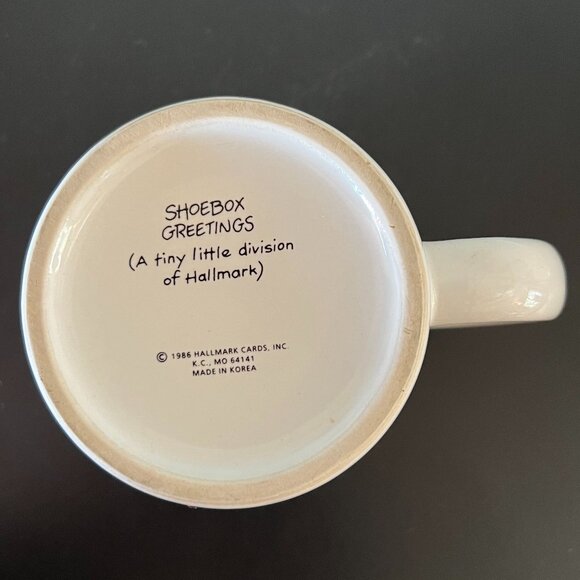 SHOEBOX
GREETINGS
(A tiny little division
of Hallmark)
© 1986 HALLMARK CARDS, INC.
K.C., MO 64141
MADE IN KOREA